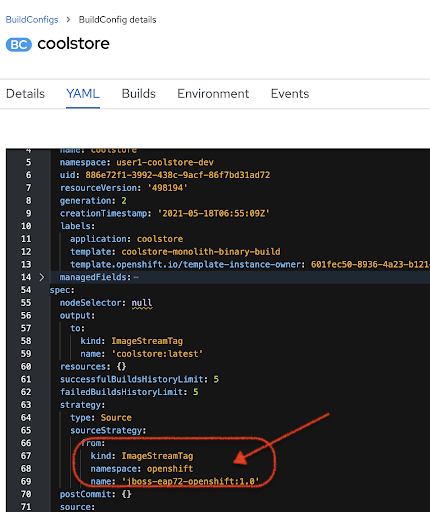 BuildConfigs > BuildConfig details
BC coolstore
Details YAML Builds Environment Events
4 name: coolstore
5 namespace: user1-coolstore-dev
6 uid: 886e72f1-3992-438c-9acf-86f7bd31ad72
7 resourceVersion: '498194'
8 generation: 2
9 creationTimestamp: '2021-05-18T06:55:09Z'
10 labels:
11 application: coolstore
12 template: coolstore-monolith-binary-build
13 template.openshift.io/template-instance-owner: 601fec50-8936-4a23-b121-
14 > managedFields: ⋯
54 spec:
55 nodeSelector: null
56 output:
57 to:
58 kind: ImageStreamTag
59 name: 'coolstore:latest'
60 resources: {}
61 successfulBuildsHistoryLimit: 5
62 failedBuildsHistoryLimit: 5
63 strategy:
64 type: Source
65 sourceStrategy:
66 from:
67 kind: ImageStreamTag
68 namespace: openshift
69 name: 'jboss-eap72-openshift:1.0'
70 postCommit: {}
71 source: